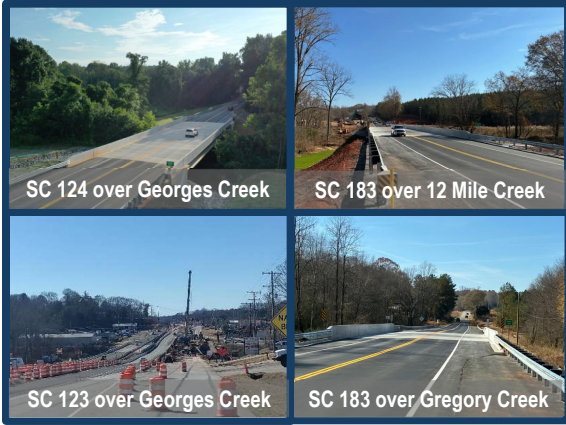 SC 124 over Georges Creek
SC 183 over 12 Mile Creek
SC 123 over Georges Creek
SC 183 over Gregory Creek